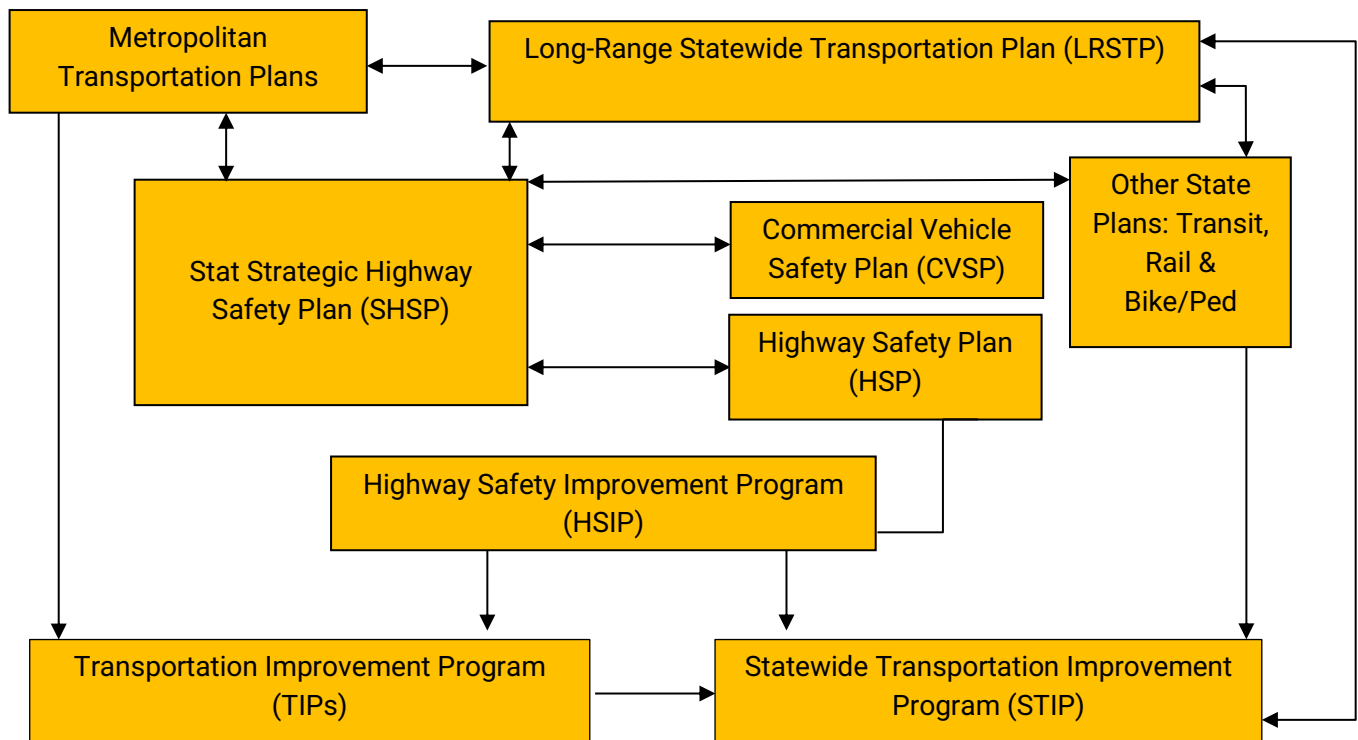 Metropolitan
Transportation Plans
Long-Range Statewide Transportation Plan (LRSTP)
Other State
Plans: Transit,
Rail &
Bike/Ped
Stat Strategic Highway
Safety Plan (SHSP)
Commercial Vehicle
Safety Plan (CVSP)
Highway Safety Plan
(HSP)
Highway Safety Improvement Program
(HSIP)
Transportation Improvement Program
(TIPs)
Statewide Transportation Improvement
Program (STIP)